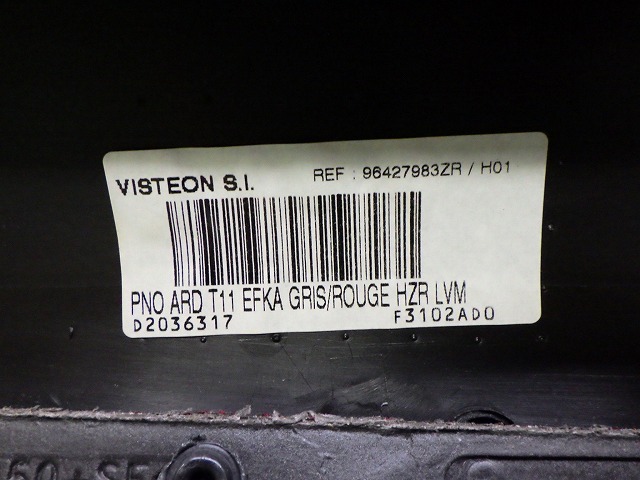 VISTEON S.I.
REF : 96427983ZR / H01
PNO ARD T11 EFKA GRIS/ROUGE HZR LVM
D2036317
F3102AD0